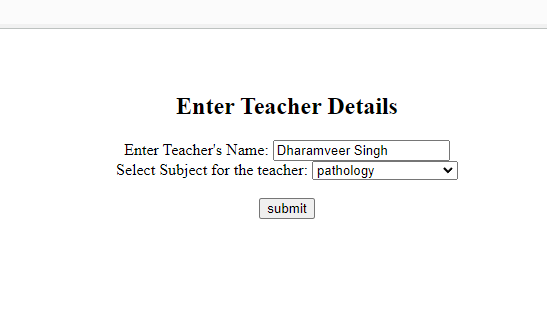 Enter Teacher Details
Enter Teacher's Name: Dharamveer Singh
Select Subject for the teacher: pathology
submit